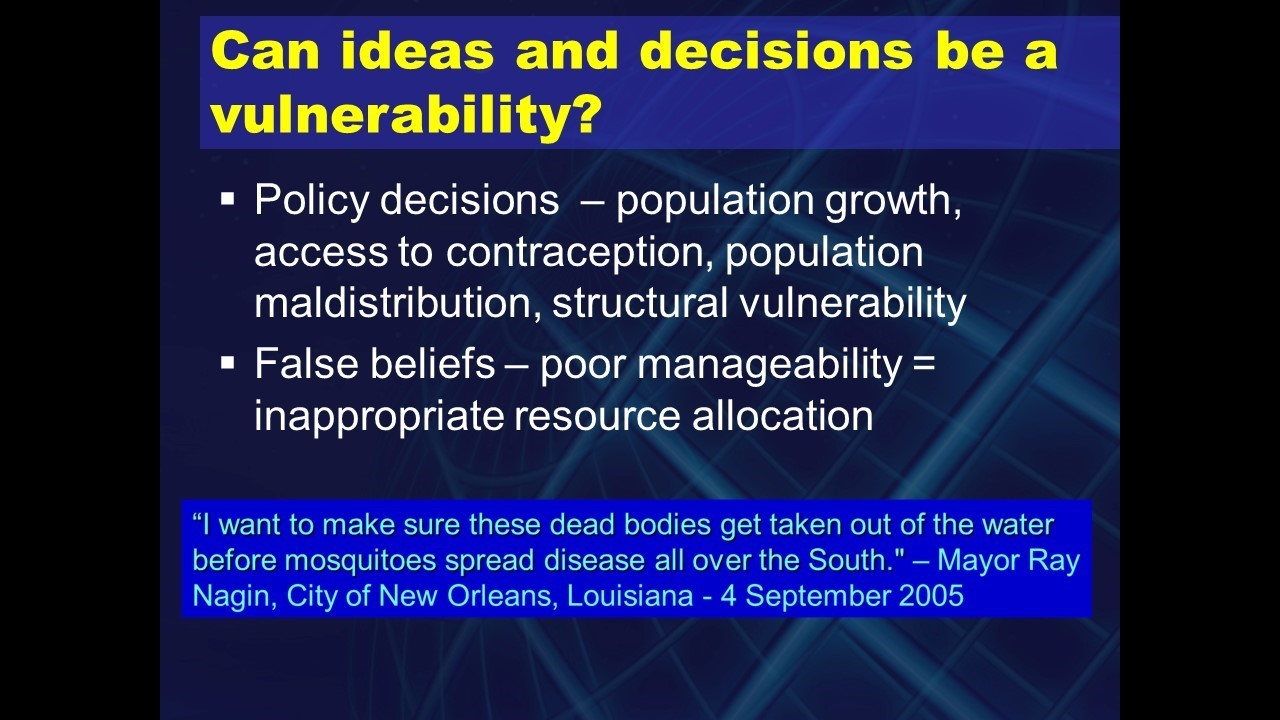 Can ideas and decisions be a
vulnerability?
▪ Policy decisions – population growth,
access to contraception, population
maldistribution, structural vulnerability
▪ False beliefs – poor manageability =
inappropriate resource allocation
“I want to make sure these dead bodies get taken out of the water
before mosquitoes spread disease all over the South." – Mayor Ray
Nagin, City of New Orleans, Louisiana - 4 September 2005